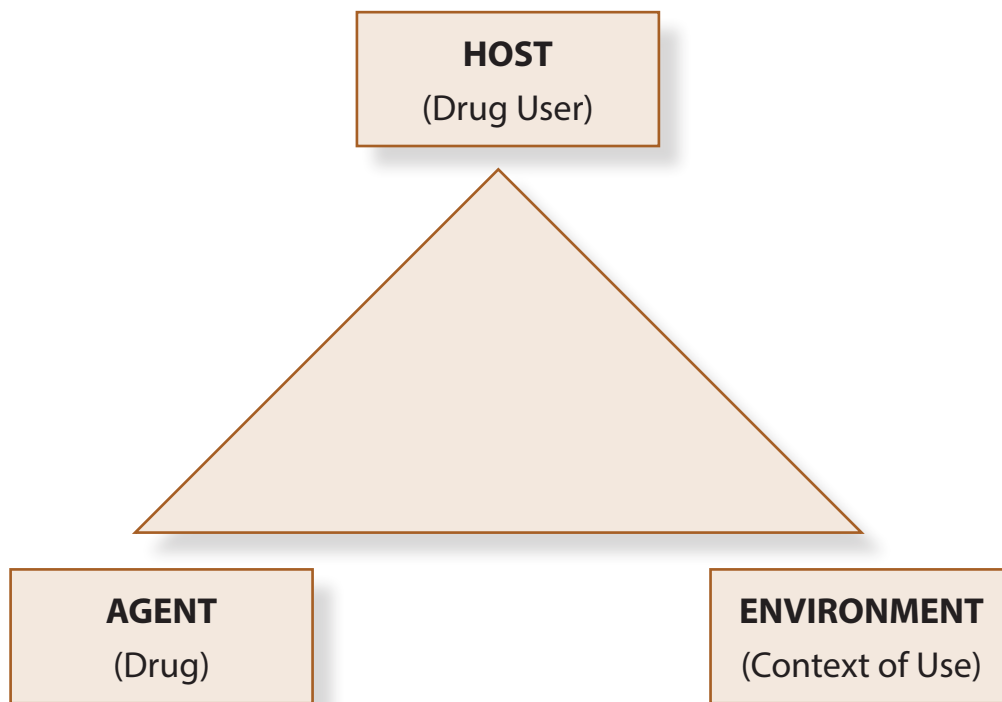 HOST
(Drug User)
AGENT
(Drug)
ENVIRONMENT
(Context of Use)